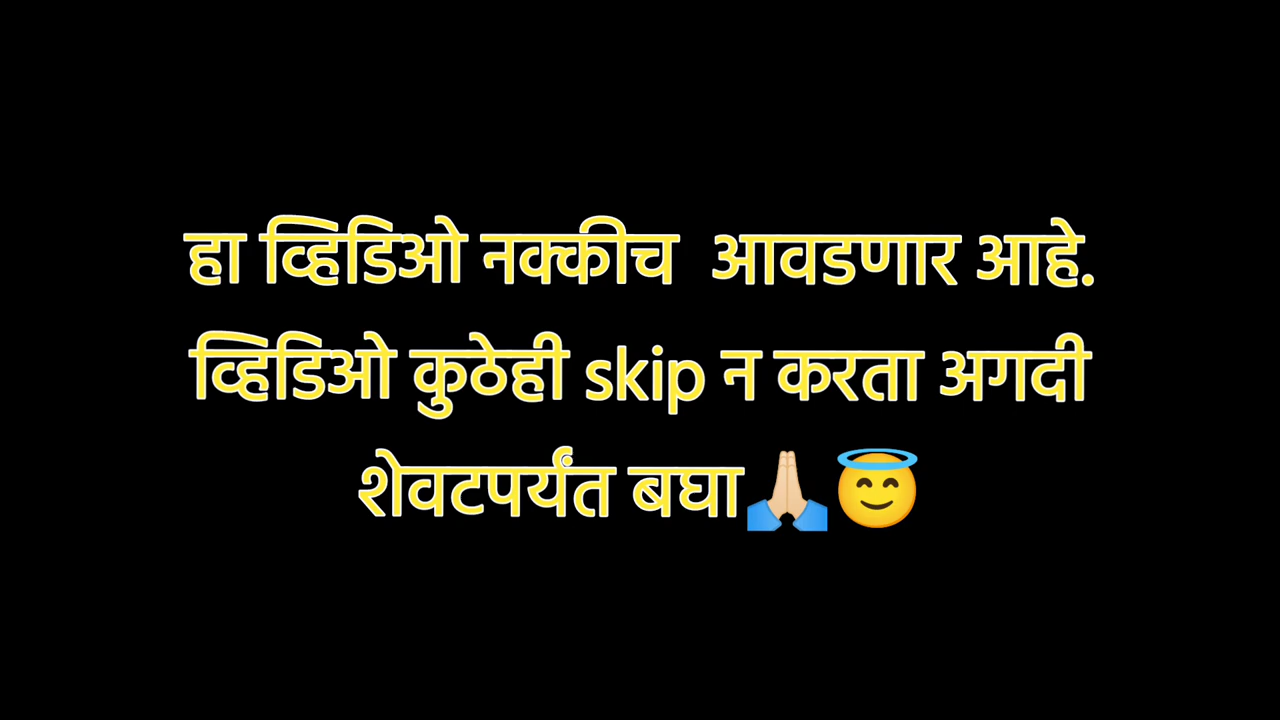 हा व्हिडिओ नक्कीच  आवडणार आहे.
व्हिडिओ कुठेही skip न करता अगदी
शेवटपर्यंत बघा🙏🏻😇